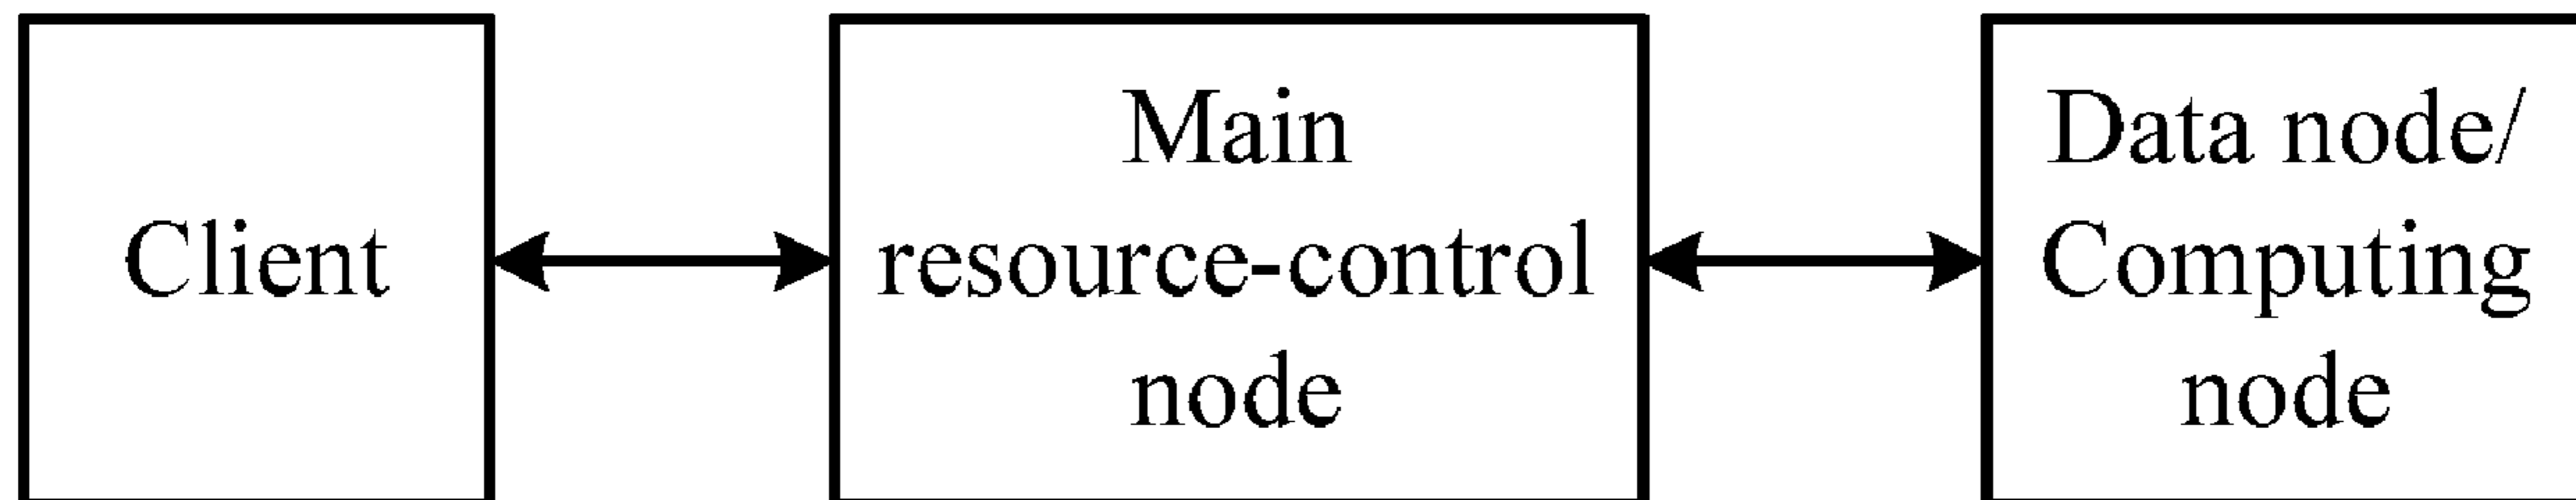 Client
Main
resource-control
node
Data node/
Computing
node